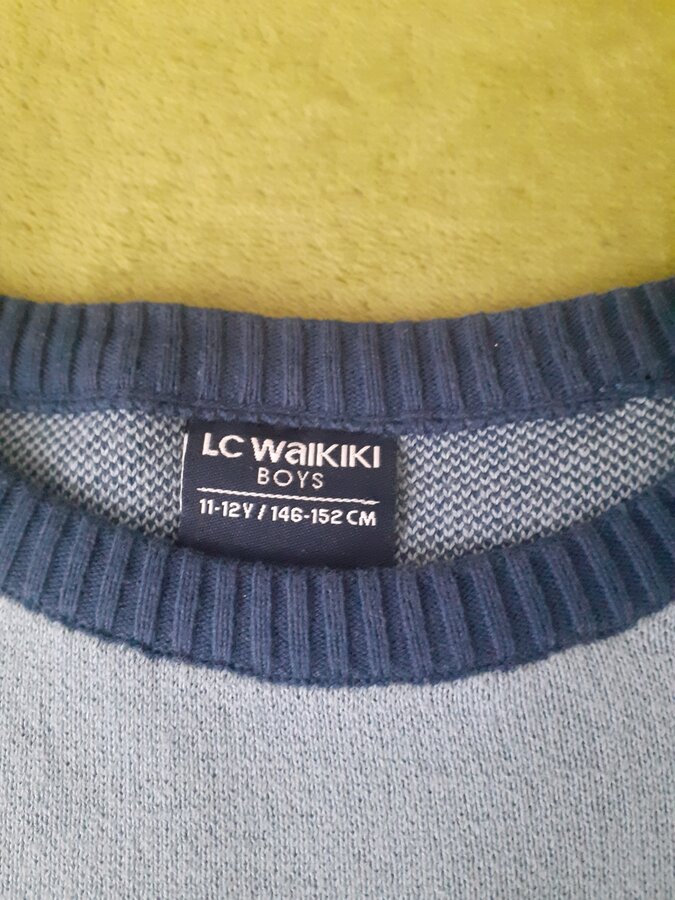 LC WAIKIKI
BOYS
11-12Y / 146-152 CM